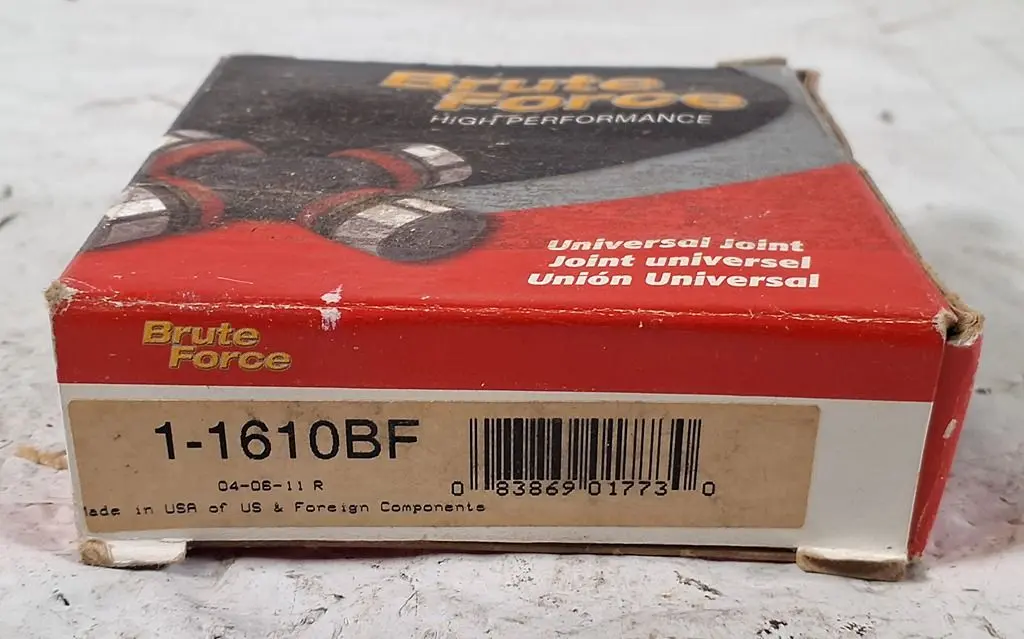 Brute
Force
HIGH PERFORMANCE
Universal Joint
Joint universel
Unión Universal
Brute
Force
1-1610BF
04-06-11 R
0 83869 01773 0
ade in USA of US & Foreign Components